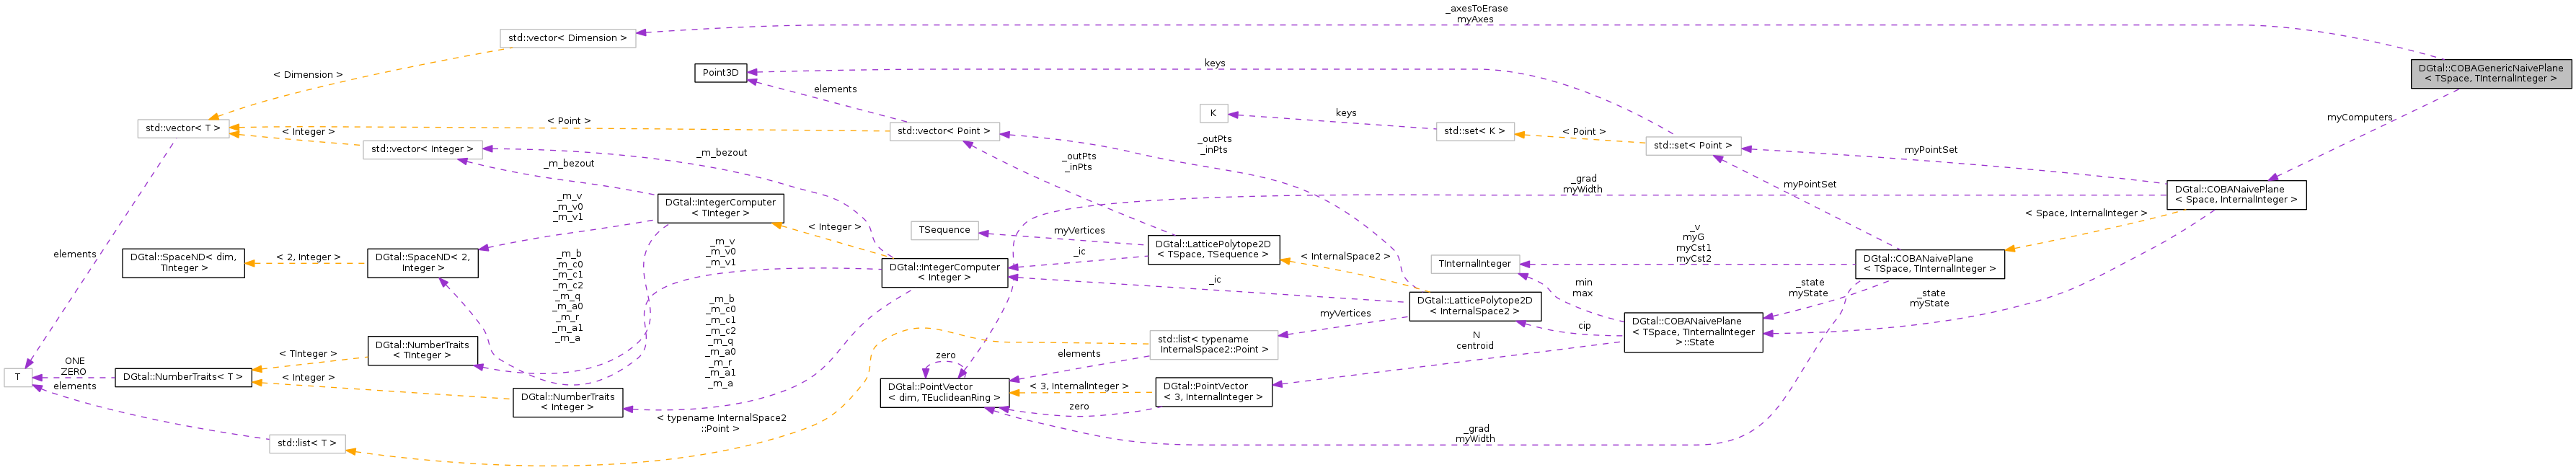 _axesToErase
myAxes
std::vector< Dimension >
DGtal::COBAGenericNaivePlane
< TSpace, TInternalInteger >
< Dimension >
Point3D
keys
elements
K
keys
myComputers
std::vector< T >
< Point >
< Integer >
std::vector< Point >
std::set< K >
< Point >
std::set< Point >
std::vector< Integer >
_m_bezout
_m_bezout
_outPts
_inPts
_outPts
_inPts
myPointSet
myPointSet
_grad
myWidth
DGtal::COBANaivePlane
< Space, InternalInteger >
DGtal::IntegerComputer
< TInteger >
_m_v
_m_v0
_m_v1
< Integer >
TSequence
myVertices
_ic
DGtal::LatticePolytope2D
< TSpace, TSequence >
< InternalSpace2 >
< Space, InternalInteger >
_v
myG
myCst1
myCst2
elements
DGtal::SpaceND< dim,
TInteger >
< 2, Integer >
DGtal::SpaceND< 2,
Integer >
_m_b
_m_c0
_m_c1
_m_c2
_m_q
_m_a0
_m_r
_m_a1
_m_a
_m_v
_m_v0
_m_v1
DGtal::IntegerComputer
< Integer >
_ic
TInternalInteger
DGtal::COBANaivePlane
< TSpace, TInternalInteger >
min
max
_state
myState
_state
myState
DGtal::LatticePolytope2D
< InternalSpace2 >
myVertices
cip
DGtal::COBANaivePlane
< TSpace, TInternalInteger
>::State
_m_b
_m_c0
_m_c1
_m_c2
_m_q
_m_a0
_m_r
_m_a1
_m_a
std::list< typename
InternalSpace2::Point >
elements
N
centroid
zero
DGtal::NumberTraits
< TInteger >
< TInteger >
ONE
ZERO
T
DGtal::NumberTraits< T >
< Integer >
elements
DGtal::NumberTraits
< Integer >
DGtal::PointVector
< dim, TEuclideanRing >
< 3, InternalInteger >
zero
DGtal::PointVector
< 3, InternalInteger >
< typename InternalSpace2
::Point >
std::list< T >
_grad
myWidth